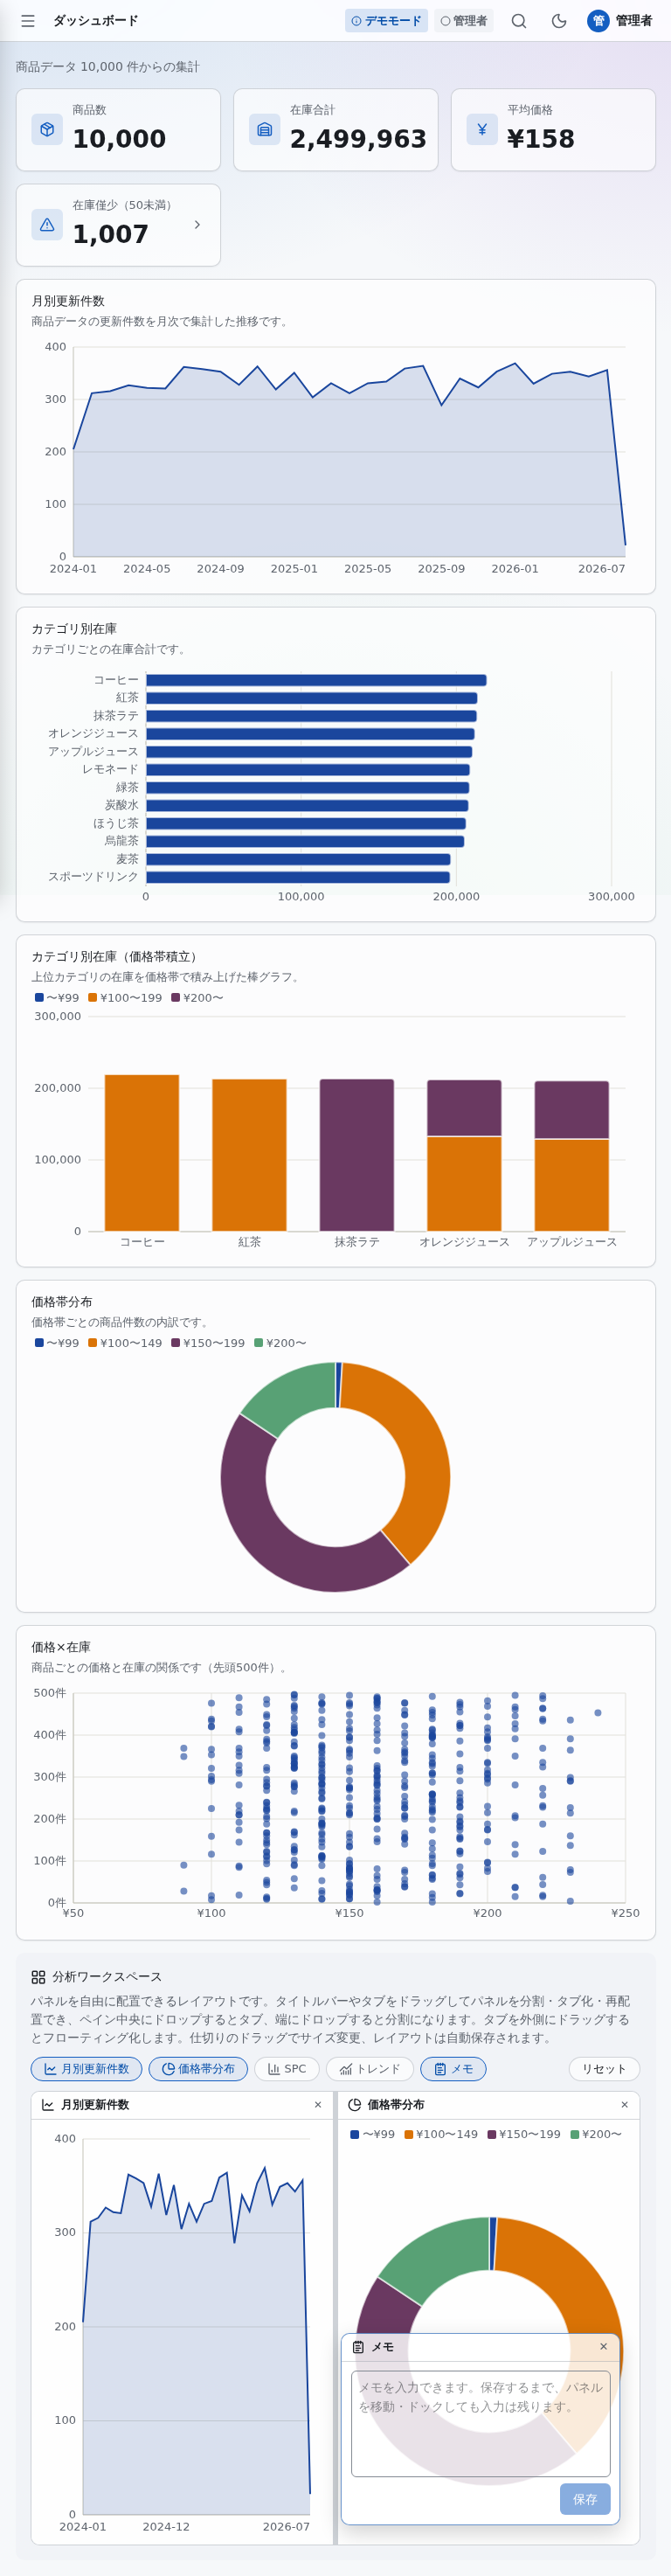 ダッシュボード
デモモード
管理者
管
管理者
商品データ 10,000 件からの集計
商品数
10,000
在庫合計
2,499,963
平均価格
¥158
在庫僅少（50未満）
1,007
月別更新件数
商品データの更新件数を月次で集計した推移です。
400
300
200
100
0
2024-01 2024-05 2024-09 2025-01 2025-05 2025-09 2026-01 2026-07
カテゴリ別在庫
カテゴリごとの在庫合計です。
コーヒー
紅茶
抹茶ラテ
オレンジジュース
アップルジュース
レモネード
緑茶
炭酸水
ほうじ茶
烏龍茶
麦茶
スポーツドリンク
0 100,000 200,000 300,000
カテゴリ別在庫（価格帯積立）
上位カテゴリの在庫を価格帯で積み上げた棒グラフ。
〜¥99 ¥100〜199 ¥200〜
300,000
200,000
100,000
0
コーヒー 紅茶 抹茶ラテ オレンジジュース アップルジュース
価格帯分布
価格帯ごとの商品件数の内訳です。
〜¥99 ¥100〜149 ¥150〜199 ¥200〜
価格×在庫
商品ごとの価格と在庫の関係です（先頭500件）。
500件
400件
300件
200件
100件
0件
¥50 ¥100 ¥150 ¥200 ¥250
分析ワークスペース
パネルを自由に配置できるレイアウトです。タイトルバーやタブをドラッグしてパネルを分割・タブ化・再配
置でき、ペイン中央にドロップするとタブ、端にドロップすると分割になります。タブを外側にドラッグする
とフローティング化します。仕切りのドラッグでサイズ変更、レイアウトは自動保存されます。
月別更新件数 価格帯分布 SPC トレンド メモ リセット
月別更新件数 ×
400
300
200
100
0
2024-01 2024-12 2026-07
価格帯分布 ×
〜¥99 ¥100〜149 ¥150〜199 ¥200〜
メモ ×
メモを入力できます。保存するまで、パネル
を移動・ドックしても入力は残ります。
保存